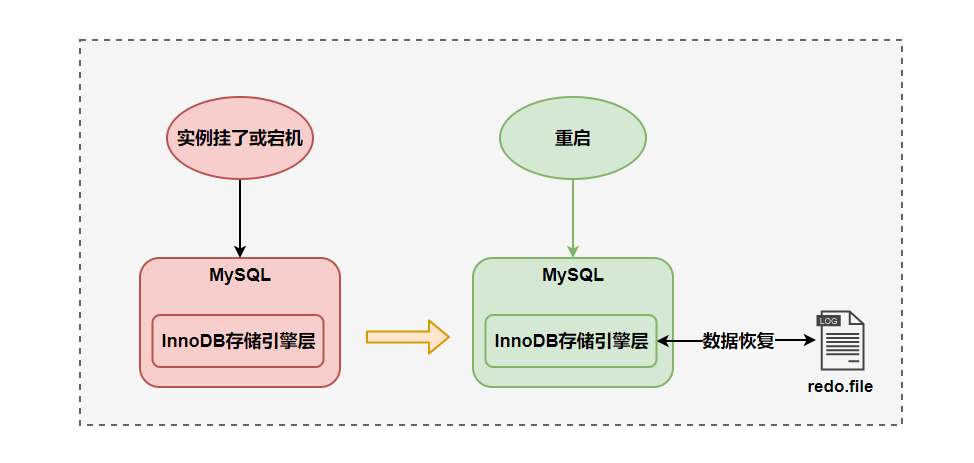 实例挂了或宕机
重启
MySQL
MySQL
InnoDB存储引擎层
InnoDB存储引擎层
数据恢复
LOG
redo.file